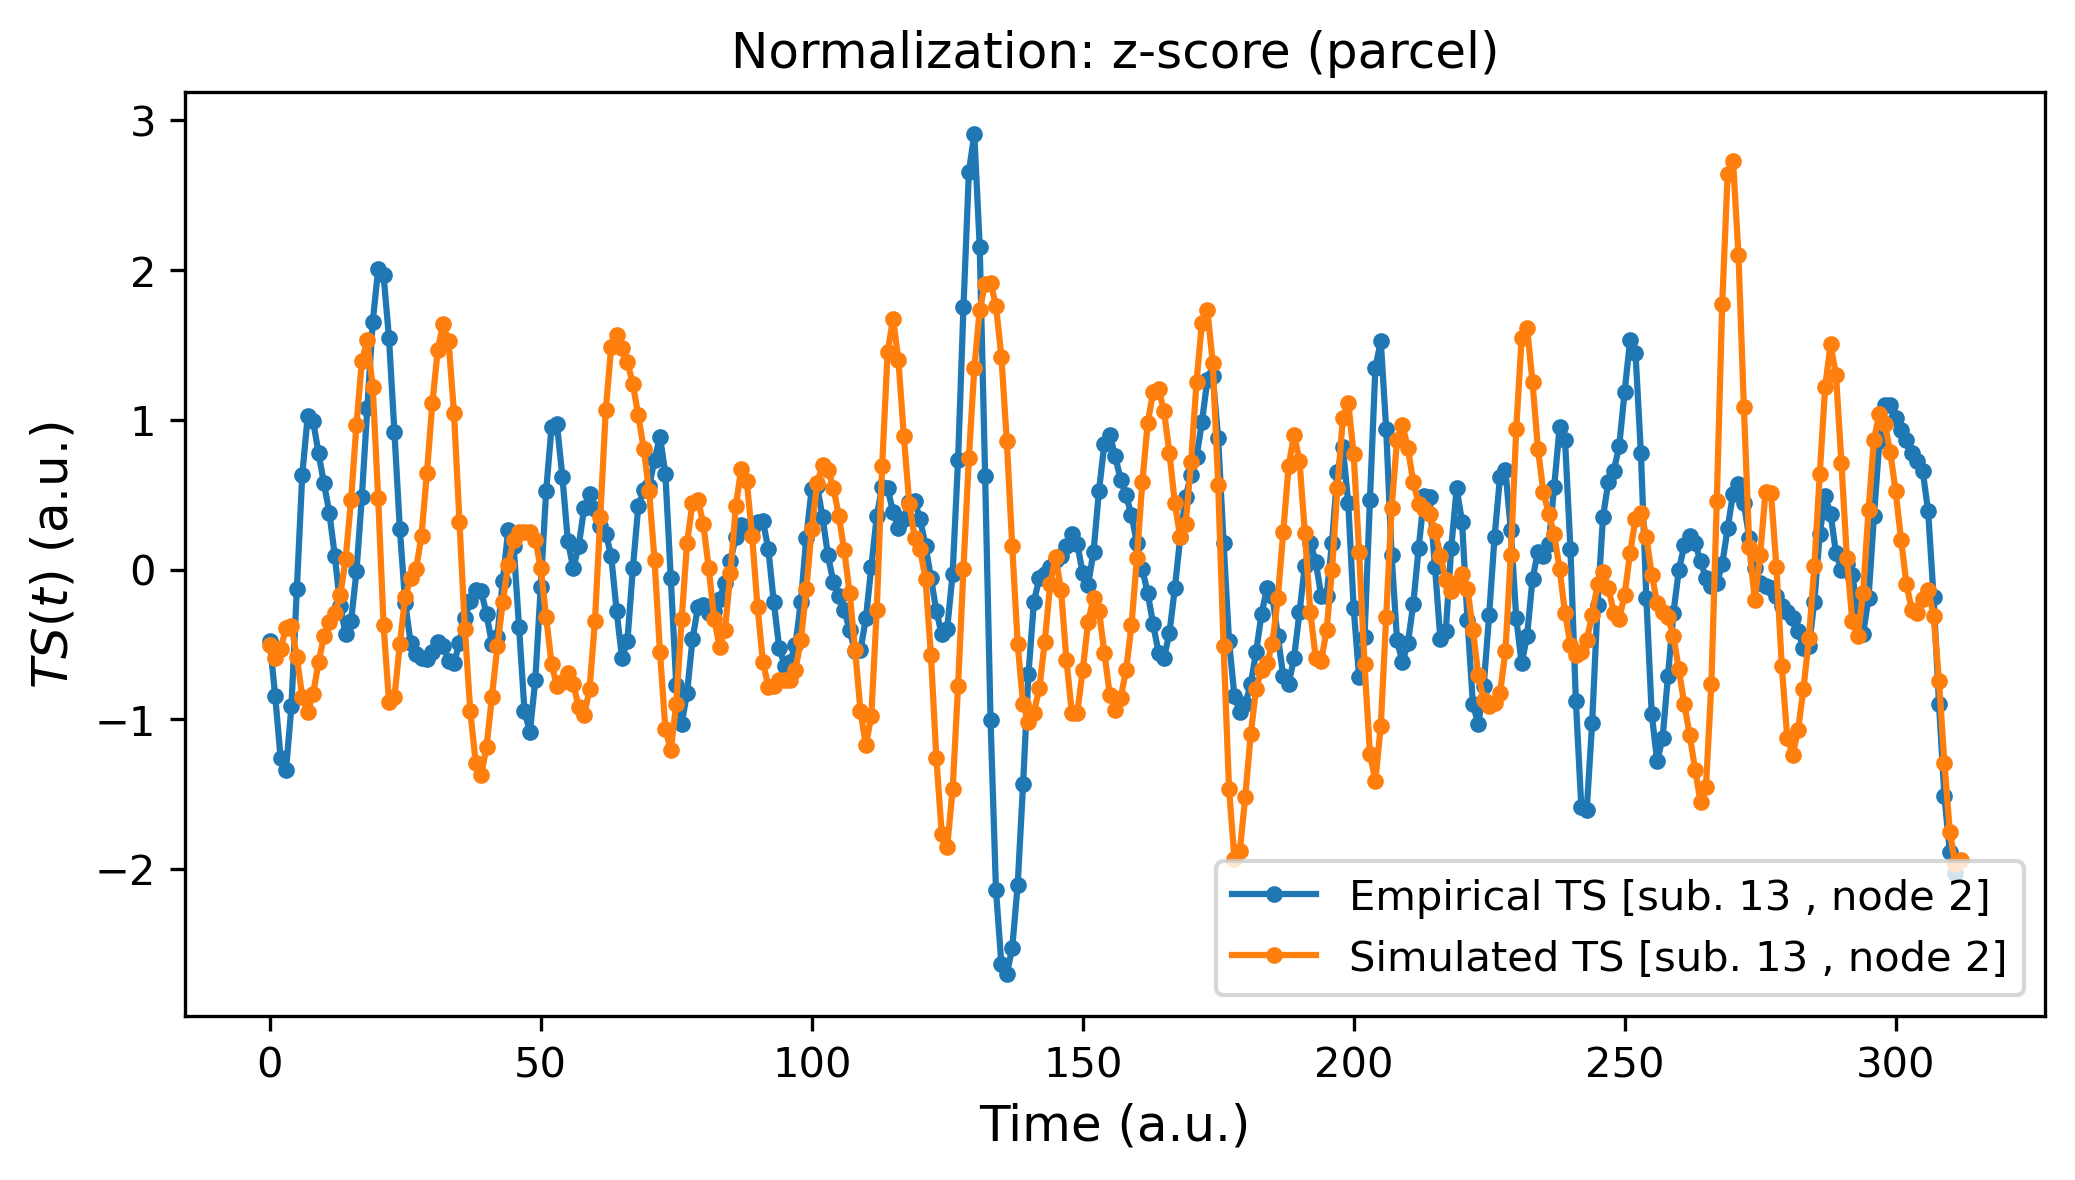 Normalization: z-score (parcel)
TS(t) (a.u.)
3
2
1
0
−1
−2
0 50 100 150 200 250 300
Time (a.u.)
Empirical TS [sub. 13 , node 2]
Simulated TS [sub. 13 , node 2]